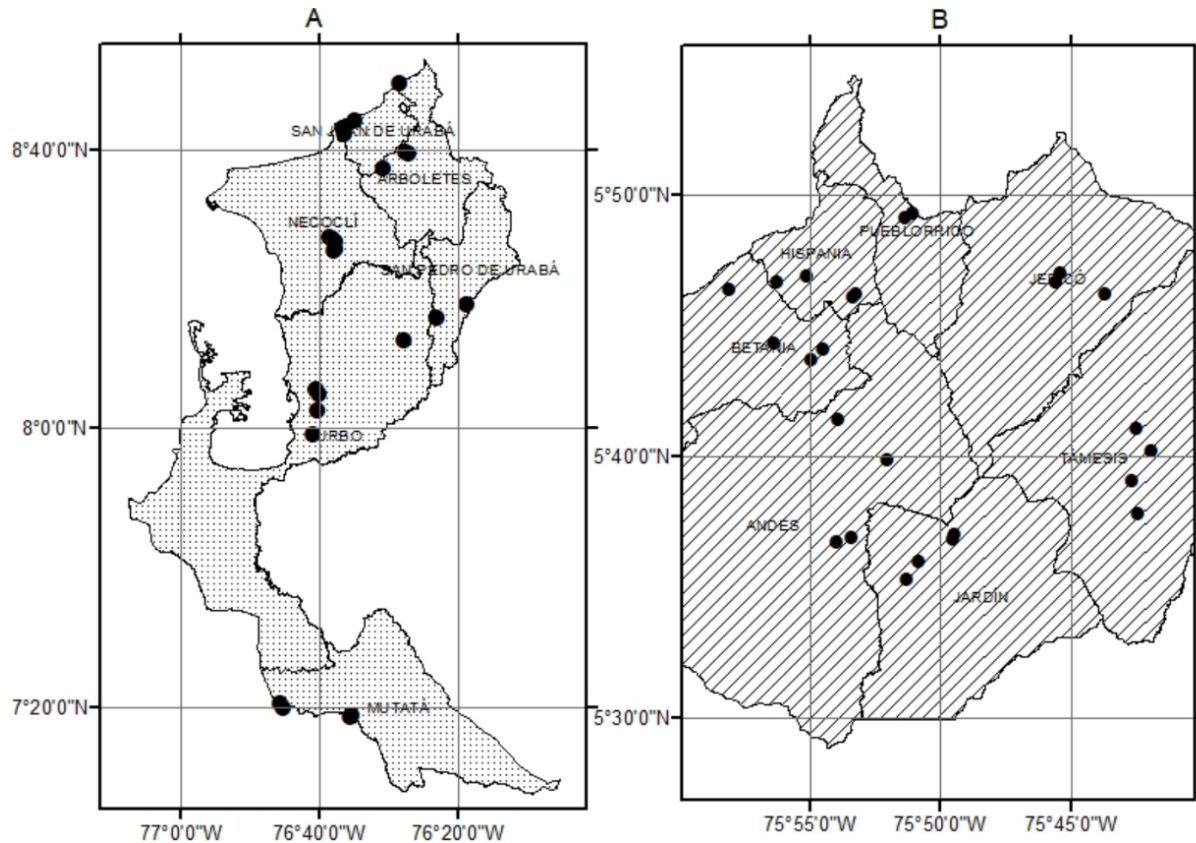 A
B
SAN JUAN DE URABÁ
8°40'0"N
ARBOLETES
5°50'0"N
NECOCLÍ
PUEBLORRICO
HISPANIA
SAN PEDRO DE URABÁ
JERICÓ
BETANIA
8°0'0"N
TURBO
5°40'0"N
TÁMESIS
ANDES
JARDÍN
7°20'0"N
MUTATÁ
5°30'0"N
77°0'0"W
76°40'0"W
76°20'0"W
75°55'0"W
75°50'0"W
75°45'0"W